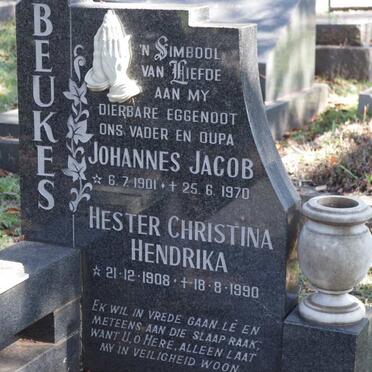 BEUKES
'N SIMBOOL
VAN LIEFDE
AAN MY
DIERBARE EGGENOOT
ONS VADER EN OUPA
JOHANNES JACOB
☆ 6.7.1901 ✝ 25.6.1970
HESTER CHRISTINA
HENDRIKA
☆ 21·12·1908 ·✝·18·8·1990
EK WIL IN VREDE GAAN LÊ EN
METEENS AAN DIE SLAAP RAAK,
WANT U, O HERE, ALLEEN LAAT
MY IN VEILIGHEID WOON